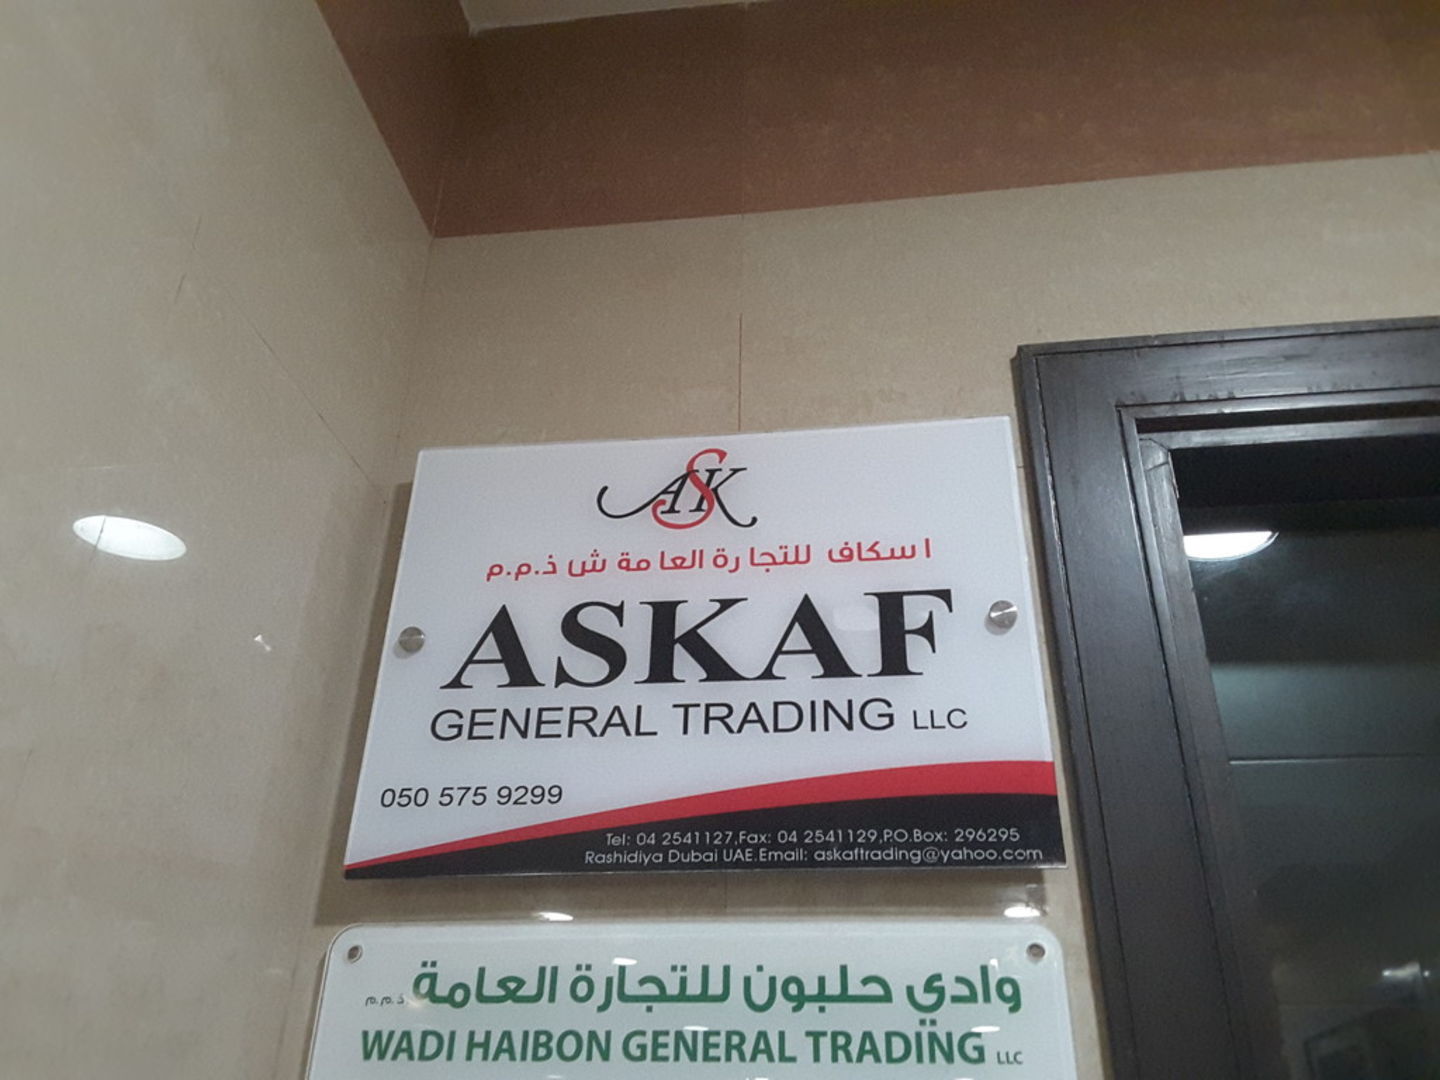 ASK
اسكاف للتجارة العامة ش ذ.م.م
ASKAF
GENERAL TRADING LLC
050 575 9299
Tel: 04 2541127,Fax: 04 2541129,P.O.Box: 296295
Rashidiya Dubai UAE.Email: askaftrading@yahoo.com
وادي حلبون للتجارة العامة ذ.م.م
WADI HAIBON GENERAL TRADING LLC